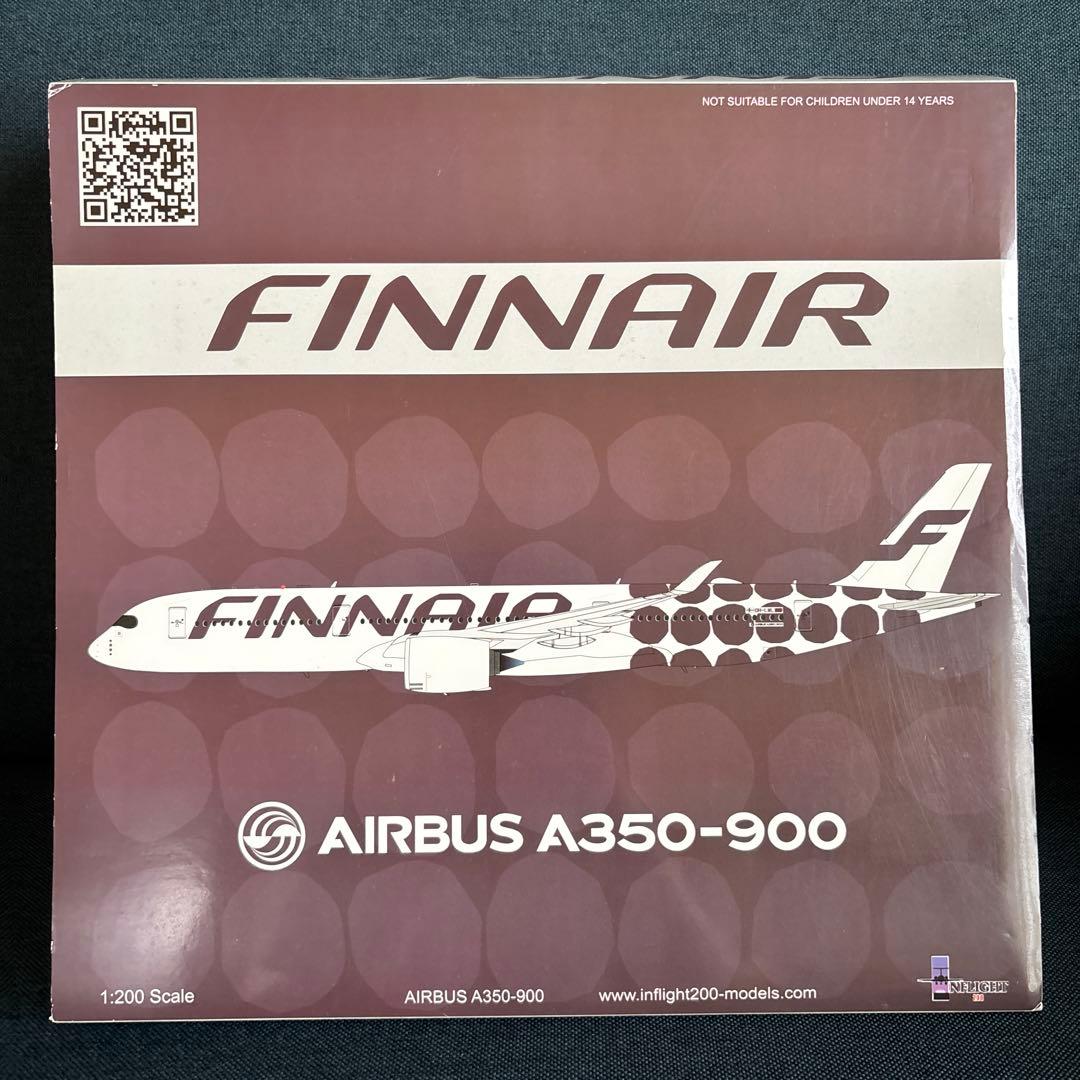 NOT SUITABLE FOR CHILDREN UNDER 14 YEARS
FINNAIR
F
FINNAIR
AIRBUS A350-900
1:200 Scale
AIRBUS A350-900
www.inflight200-models.com
INFLIGHT
200